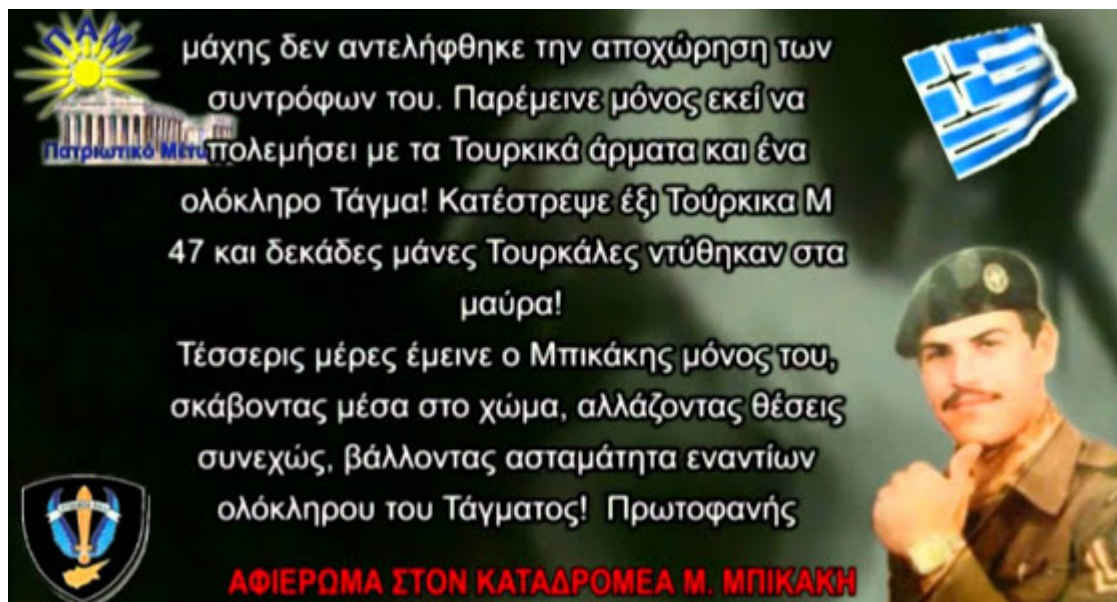 ΠΑΜ
Πατριωτικό Μέτω
μάχης δεν αντελήφθηκε την αποχώρηση των
συντρόφων του. Παρέμεινε μόνος εκεί να
πολεμήσει με τα Τουρκικά άρματα και ένα
ολόκληρο Τάγμα! Κατέστρεψε έξι Τούρκικα Μ
47 και δεκάδες μάνες Τουρκάλες ντύθηκαν στα
μαύρα!
Τέσσερις μέρες έμεινε ο Μπικάκης μόνος του,
σκάβοντας μέσα στο χώμα, αλλάζοντας θέσεις
συνεχώς, βάλλοντας ασταμάτητα εναντίων
ολόκληρου του Τάγματος! Πρωτοφανής
ΑΦΙΕΡΩΜΑ ΣΤΟΝ ΚΑΤΑΔΡΟΜΕΑ Μ. ΜΠΙΚΑΚΗ